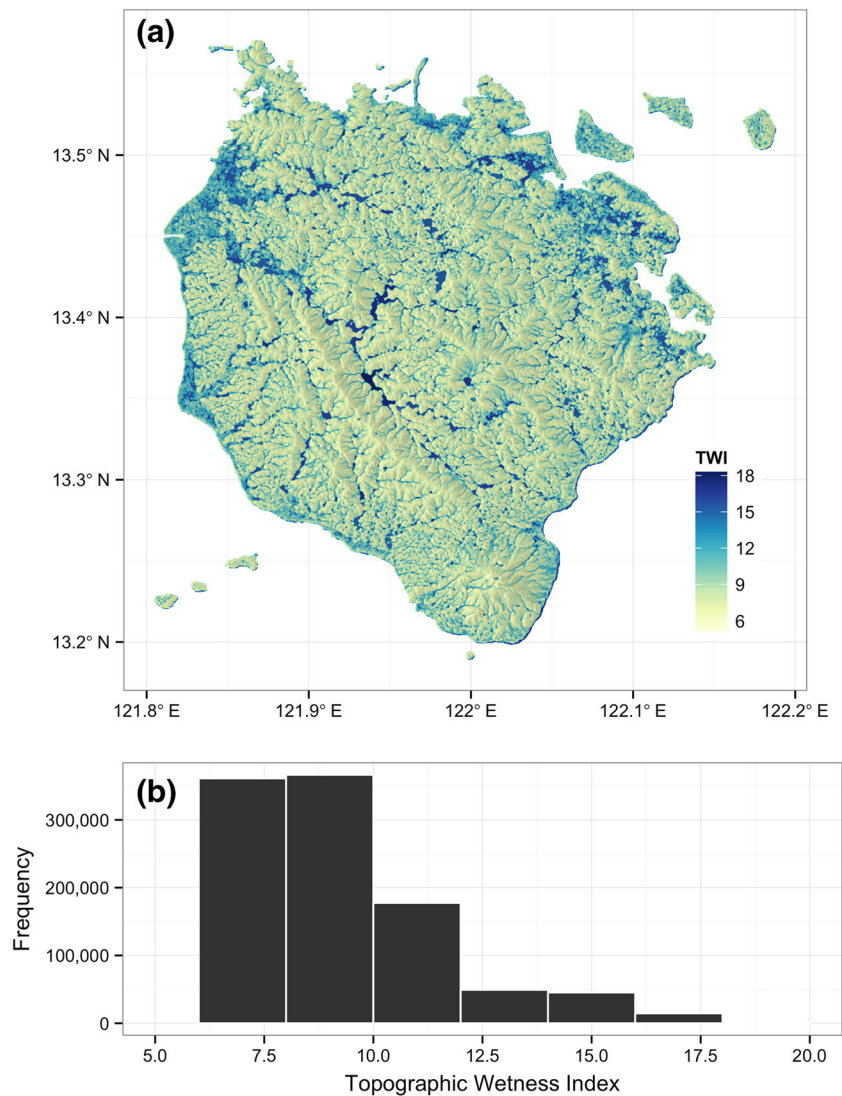 (a)
13.5° N
13.4° N
13.3° N
13.2° N
TWI
18
15
12
9
6
121.8° E 121.9° E 122° E 122.1° E 122.2° E
(b)
300,000
200,000
100,000
0
Frequency
5.0 7.5 10.0 12.5 15.0 17.5 20.0
Topographic Wetness Index